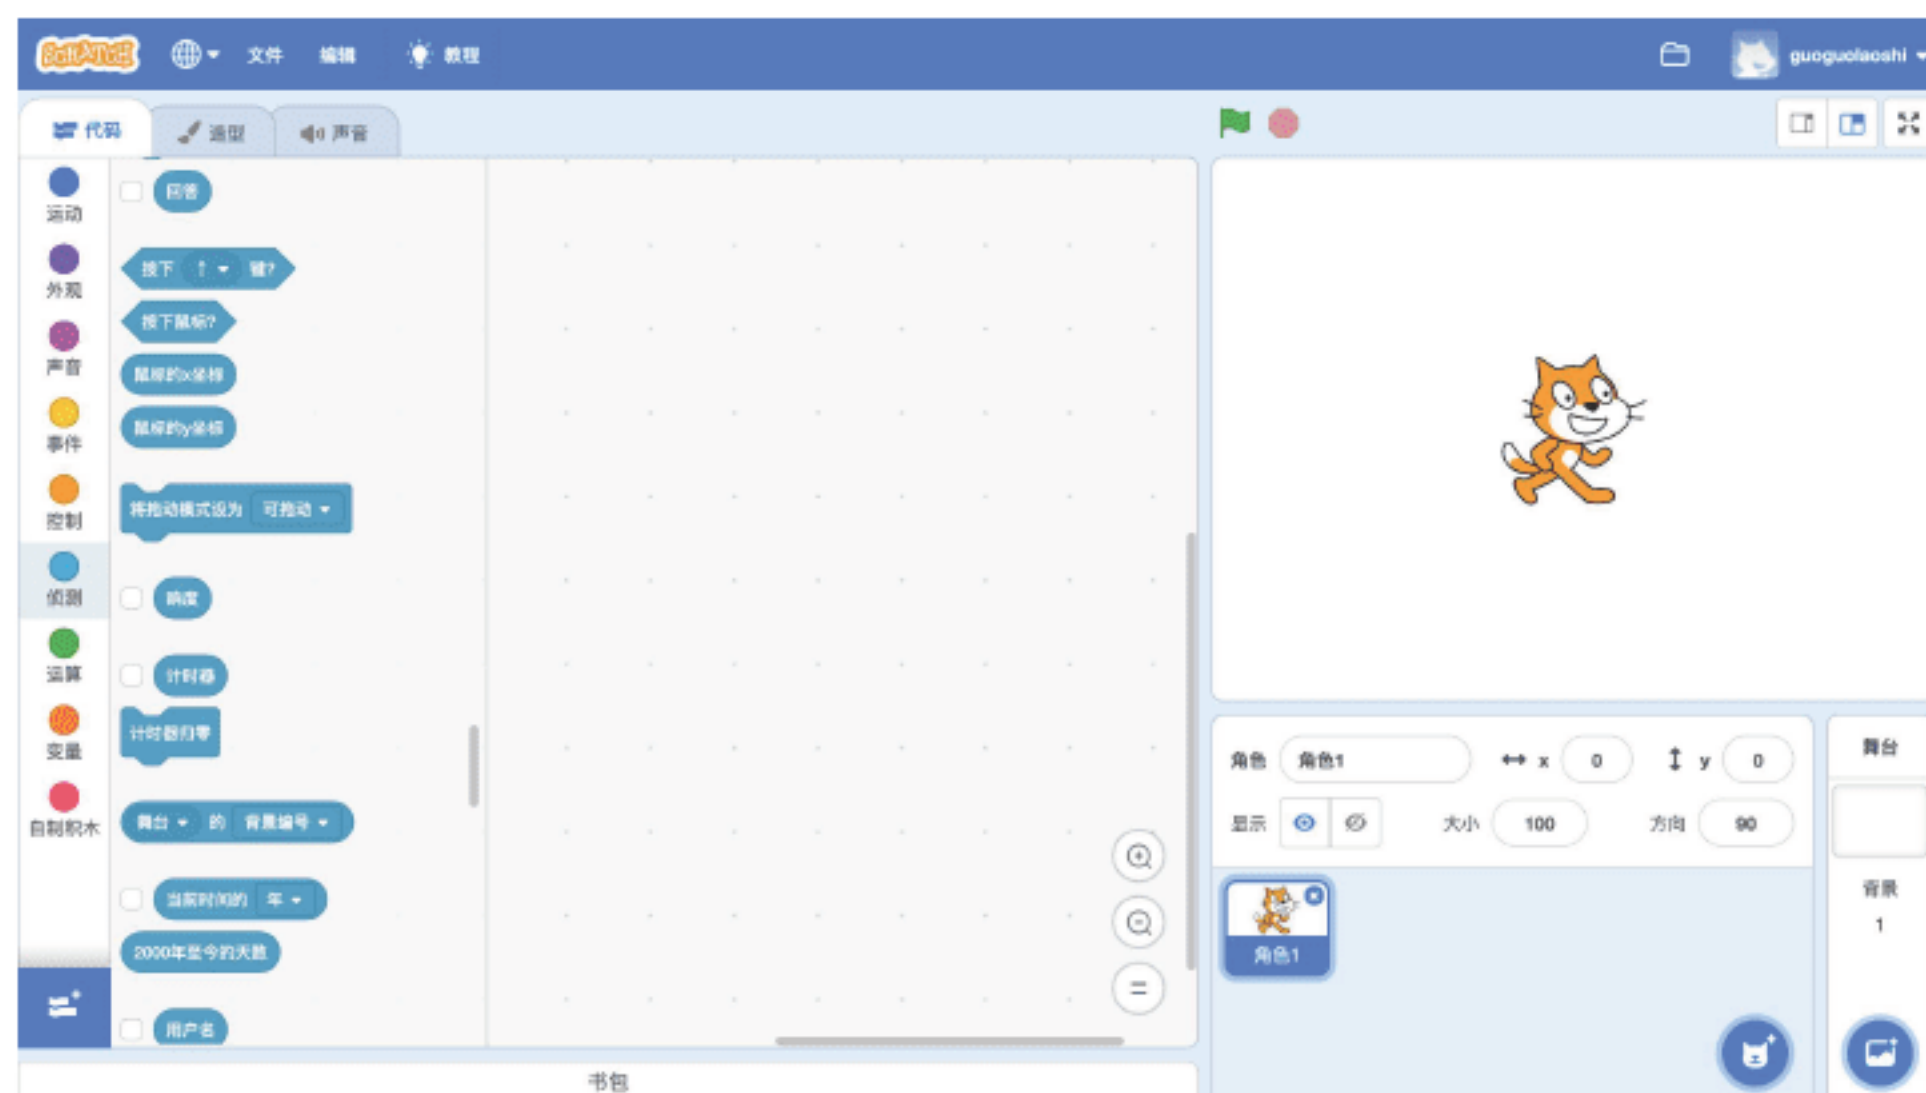 SCRATCH 文件 编辑 教程 guoguolaoshi
代码 造型 声音
运动
外观
声音
事件
控制
侦测
运算
变量
自制积木
回答
按下 ↑ 键?
按下鼠标?
鼠标的x坐标
鼠标的y坐标
将拖动模式设为 可拖动
响度
计时器
计时器归零
舞台 的 背景编号
当前时间的 年
2000年至今的天数
用户名
书包
角色 角色1 x 0 y 0
显示 大小 100 方向 90
角色1
舞台
背景
1